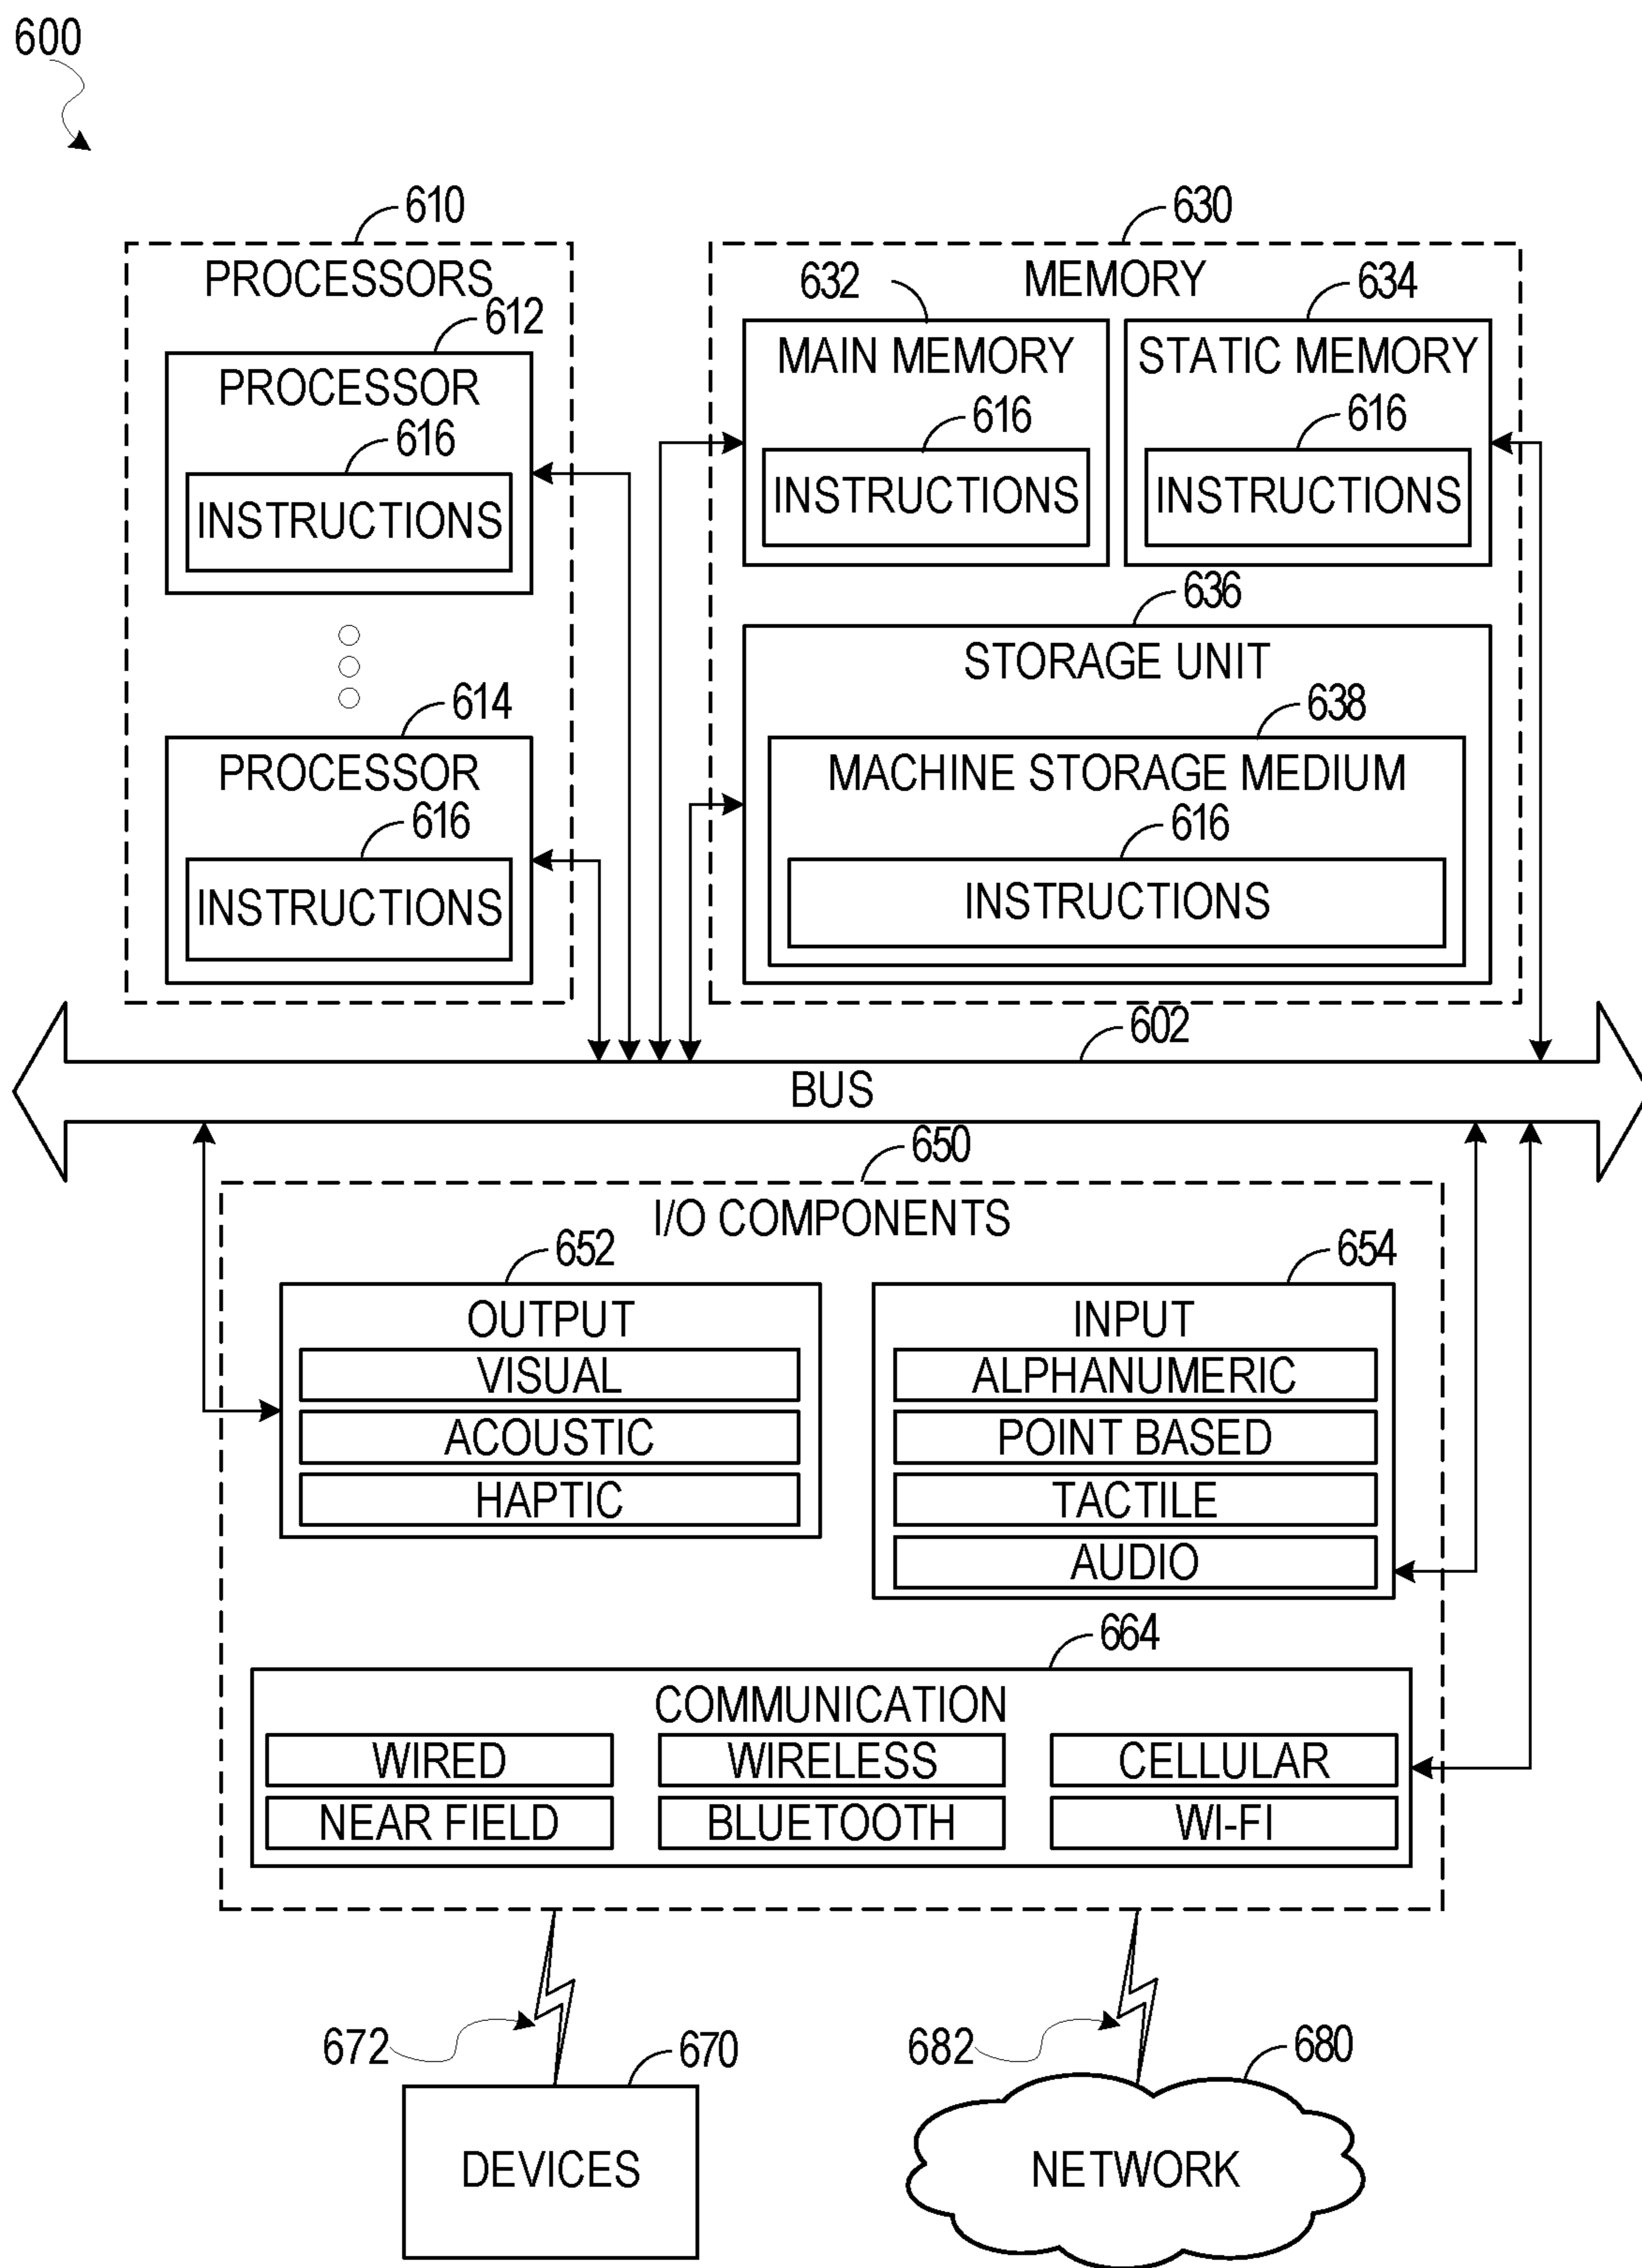 600
610
PROCESSORS
612
PROCESSOR
616
INSTRUCTIONS
614
PROCESSOR
616
INSTRUCTIONS
630
MEMORY
632
MAIN MEMORY
616
INSTRUCTIONS
634
STATIC MEMORY
616
INSTRUCTIONS
636
STORAGE UNIT
638
MACHINE STORAGE MEDIUM
616
INSTRUCTIONS
602
BUS
650
I/O COMPONENTS
652
OUTPUT
VISUAL
ACOUSTIC
HAPTIC
654
INPUT
ALPHANUMERIC
POINT BASED
TACTILE
AUDIO
664
COMMUNICATION
WIRED
WIRELESS
CELLULAR
NEAR FIELD
BLUETOOTH
WI-FI
672
670
DEVICES
682
680
NETWORK